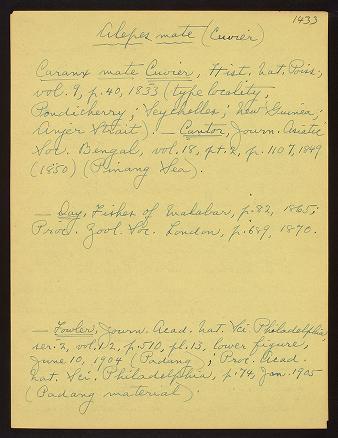 1433
Alepes mate (Cuvier)
Caranx mate Cuvier, Hist. Nat. Poiss.,
vol. 9, p. 40, 1833 (type locality,
Pondicherry; Seychelles; New Guinea;
Anjer Strait). — Cantor, Journ. Asiatic
Soc. Bengal, vol. 18, pt. 2, p. 1107, 1849
(1850) (Pinang Sea).
— Day, Fishes of Malabar, p. 82, 1865;
Proc. Zool. Soc. London, p. 689, 1870.
— Fowler, Journ. Acad. Nat. Sci. Philadelphia,
ser. 2, vol. 12, p. 510, pl. 13, lower figure,
June 10, 1904 (Padang); Proc. Acad.
Nat. Sci. Philadelphia, p. 74, Jan. 1905
(Padang material)